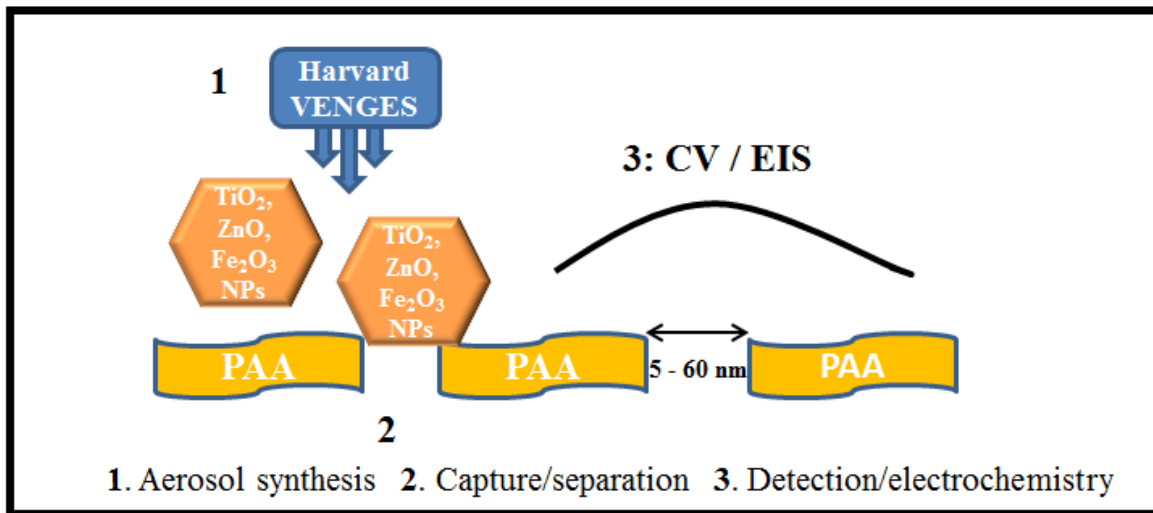 1
Harvard
VENGES
3: CV / EIS
TiO₂,
ZnO,
Fe₂O₃
NPs
TiO₂,
ZnO,
Fe₂O₃
NPs
PAA
PAA
5 - 60 nm
PAA
2
1. Aerosol synthesis 2. Capture/separation 3. Detection/electrochemistry